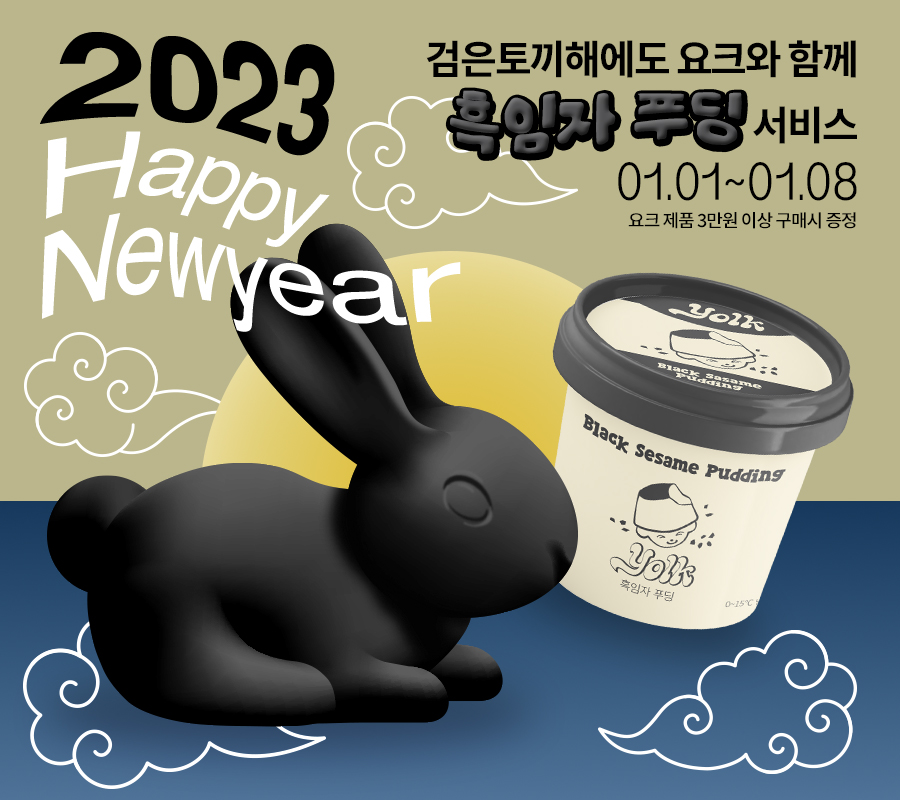 2023
Happy
Newyear
검은토끼해에도 요크와 함께
흑임자 푸딩 서비스
01.01~01.08
요크 제품 3만원 이상 구매시 증정
Yolk
Black Sesame
Pudding
Black Sesame Pudding
Yolk
흑임자 푸딩
0~15℃